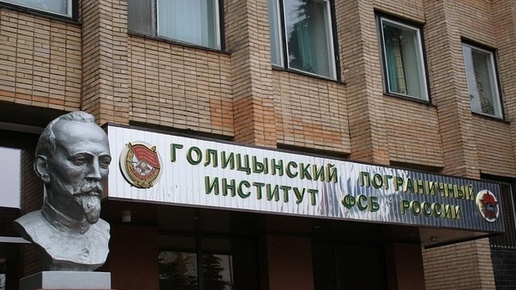 ГОЛИЦЫНСКИЙ ПОГРАНИЧНЫЙ
ИНСТИТУТ ФСБ РОССИИ